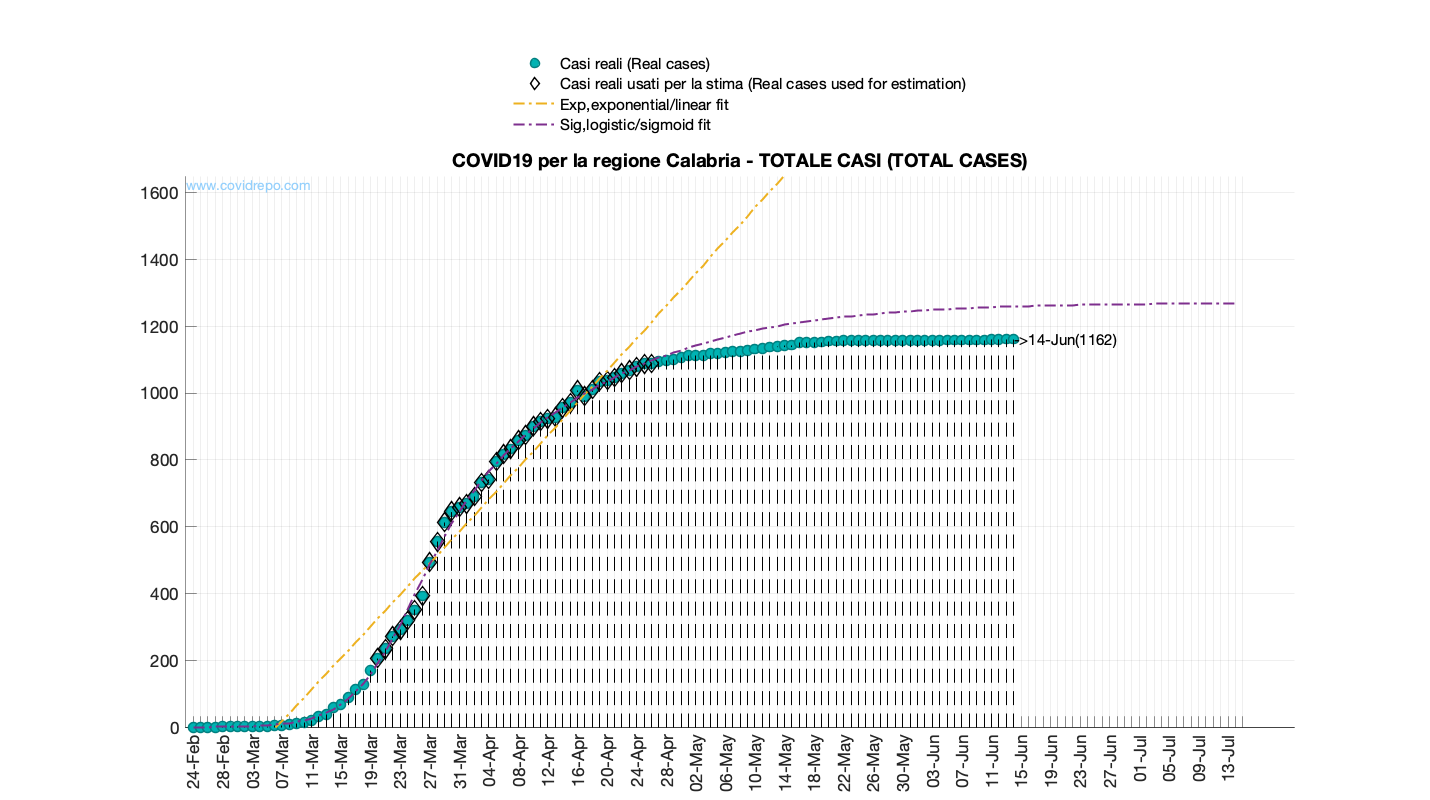 Casi reali (Real cases)
Casi reali usati per la stima (Real cases used for estimation)
Exp,exponential/linear fit
Sig,logistic/sigmoid fit
COVID19 per la regione Calabria - TOTALE CASI (TOTAL CASES)
www.covidrepo.com
1600
1400
1200
1000
800
600
400
200
0
->14-Jun(1162)
24-Feb
28-Feb
03-Mar
07-Mar
11-Mar
15-Mar
19-Mar
23-Mar
27-Mar
31-Mar
04-Apr
08-Apr
12-Apr
16-Apr
20-Apr
24-Apr
28-Apr
02-May
06-May
10-May
14-May
18-May
22-May
26-May
30-May
03-Jun
07-Jun
11-Jun
15-Jun
19-Jun
23-Jun
27-Jun
01-Jul
05-Jul
09-Jul
13-Jul